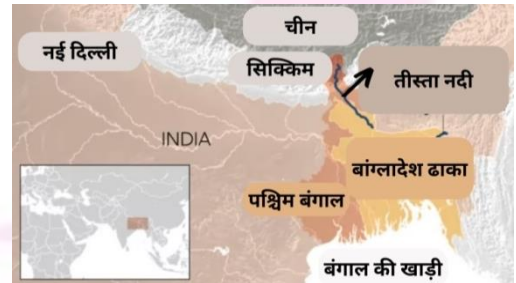 चीन
नई दिल्ली
सिक्किम
तीस्ता नदी
INDIA
बांग्लादेश ढाका
पश्चिम बंगाल
बंगाल की खाड़ी